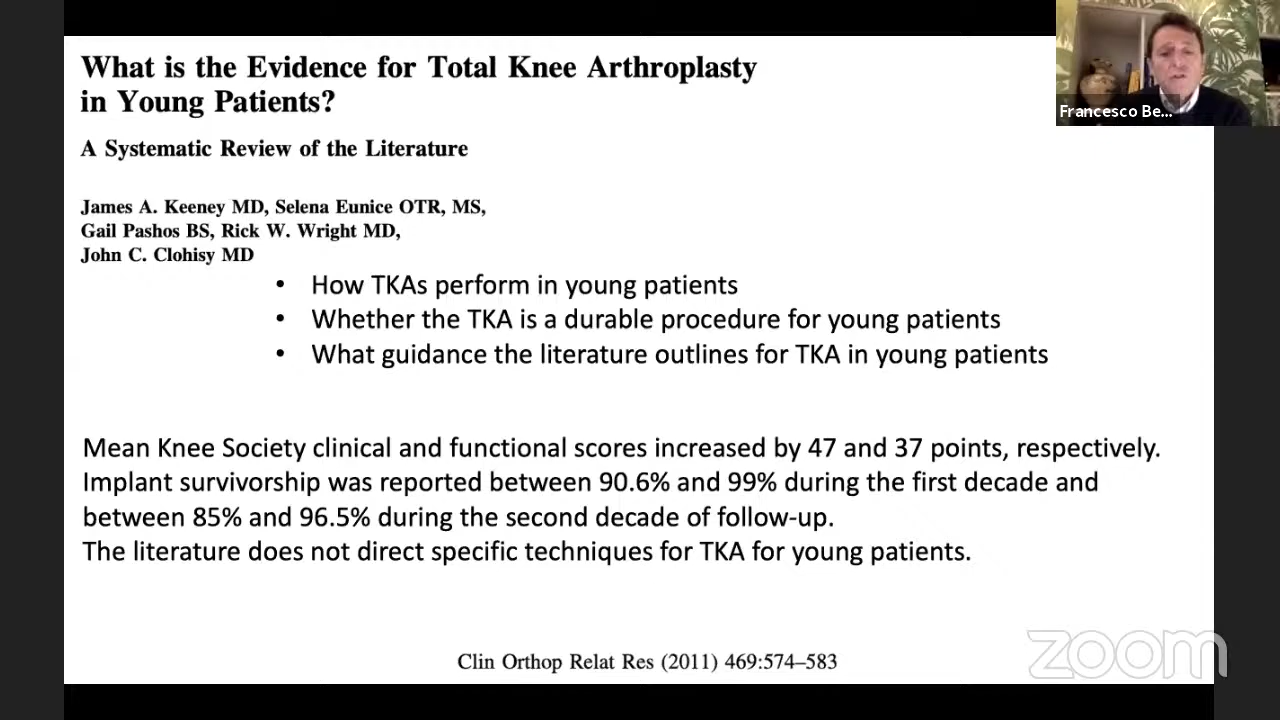 What is the Evidence for Total Knee Arthroplasty
in Young Patients?
A Systematic Review of the Literature
James A. Keeney MD, Selena Eunice OTR, MS,
Gail Pashos BS, Rick W. Wright MD,
John C. Clohisy MD
• How TKAs perform in young patients
• Whether the TKA is a durable procedure for young patients
• What guidance the literature outlines for TKA in young patients
Mean Knee Society clinical and functional scores increased by 47 and 37 points, respectively.
Implant survivorship was reported between 90.6% and 99% during the first decade and
between 85% and 96.5% during the second decade of follow-up.
The literature does not direct specific techniques for TKA for young patients.
Clin Orthop Relat Res (2011) 469:574–583
Francesco Be...
zoom